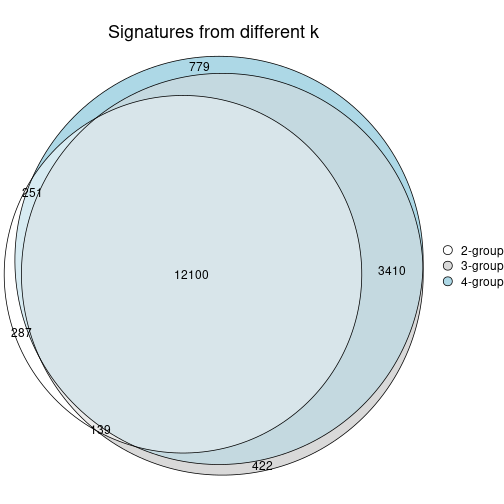 Signatures from different k
779
251
12100
3410
287
139
422
2-group
3-group
4-group